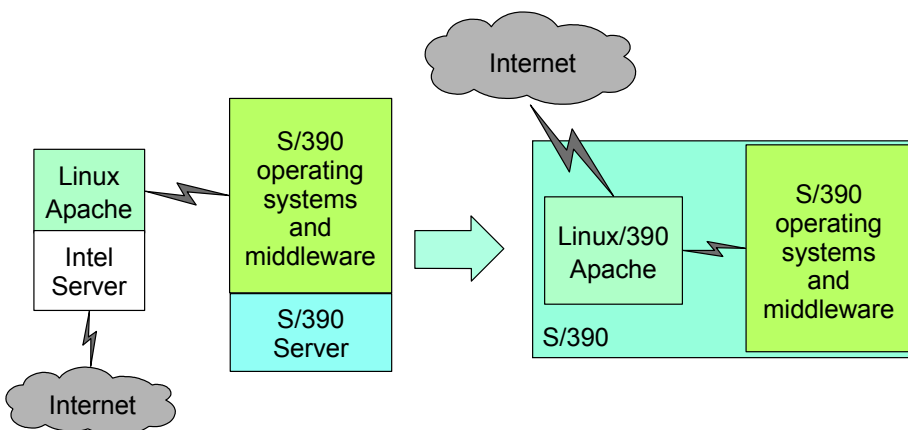 Linux
Apache
Intel
Server
Internet
S/390
operating
systems
and
middleware
S/390
Server
Internet
Linux/390
Apache
S/390
S/390
operating
systems
and
middleware